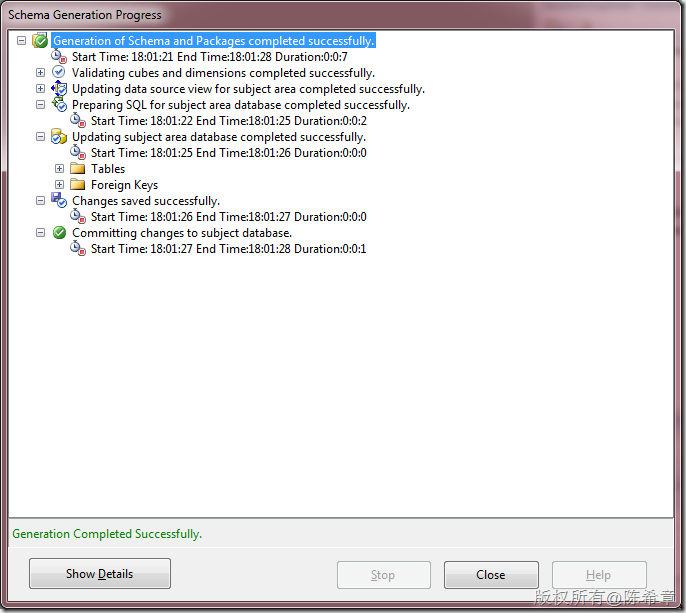 Schema Generation Progress
Generation of Schema and Packages completed successfully.
Start Time: 18:01:21 End Time:18:01:28 Duration:0:0:7
Validating cubes and dimensions completed successfully.
Updating data source view for subject area completed successfully.
Preparing SQL for subject area database completed successfully.
Start Time: 18:01:22 End Time:18:01:25 Duration:0:0:2
Updating subject area database completed successfully.
Start Time: 18:01:25 End Time:18:01:26 Duration:0:0:0
Tables
Foreign Keys
Changes saved successfully.
Start Time: 18:01:26 End Time:18:01:27 Duration:0:0:0
Committing changes to subject database.
Start Time: 18:01:27 End Time:18:01:28 Duration:0:0:1
Generation Completed Successfully.
Show Details
Stop
Close
Help
版权所有@陈希章